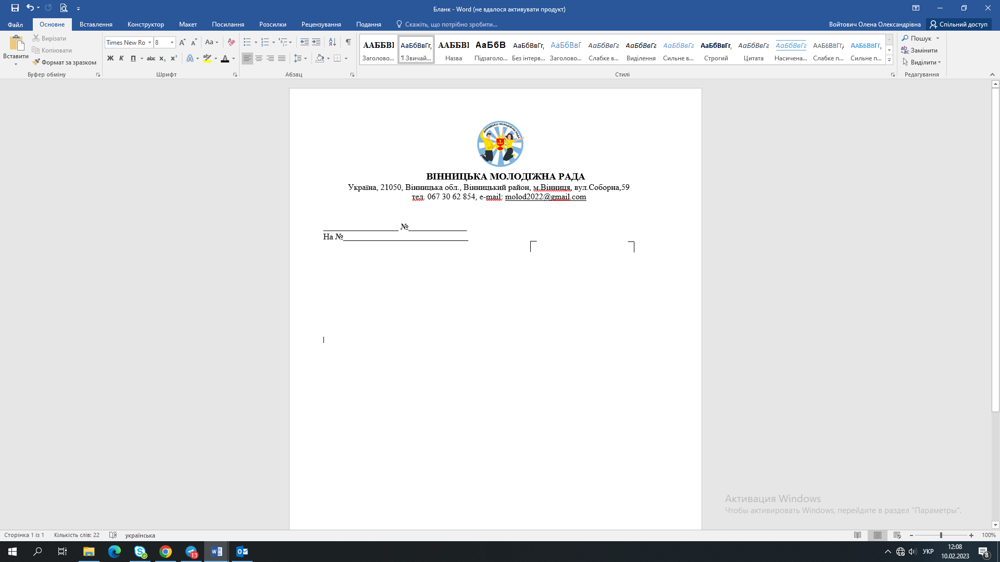 Бланк - Word (не вдалося активувати продукт)
Файл Основне Вставлення Конструктор Макет Посилання Розсилки Рецензування Подання Скажіть, що потрібно зробити... Войтович Олена Олександрівна Спільний доступ
Вставити
Вирізати
Копіювати
Формат за зразком
Буфер обміну
Times New Ro 8
Ж К П abc x₂ x²
Шрифт
Абзац
ААББВІ АаБбВвГг, ААББВІ АаБбВ АаБбВвГг, АаБбВвГ АаБбВвГг АаБбВвГг АаБбВвГг АаБбВвГг, АаБбВвГг АаБбВвГг ААББВВГГД ААББВВГГ,
Заголово... ¶ Звичай... Назва Підзаголо... Без інтерв... Заголово... Слабке в... Виділення Сильне в... Строгий Цитата Насичена... Слабке п... Сильне п...
Стилі
Пошук
Замінити
Виділити
Редагування
ВІННИЦЬКА МОЛОДІЖНА РАДА
ВІННИЦЬКА МОЛОДІЖНА РАДА
Україна, 21050, Вінницька обл., Вінницький район, м.Вінниця, вул.Соборна,59
тел. 067 30 62 854, e-mail: molod2022@gmail.com
__________________ №______________
На №______________________________
Активация Windows
Чтобы активировать Windows, перейдите в раздел "Параметры".
Сторінка 1 із 1 Кількість слів: 22 українська 100%
13
УКР
12:08
10.02.2023
8